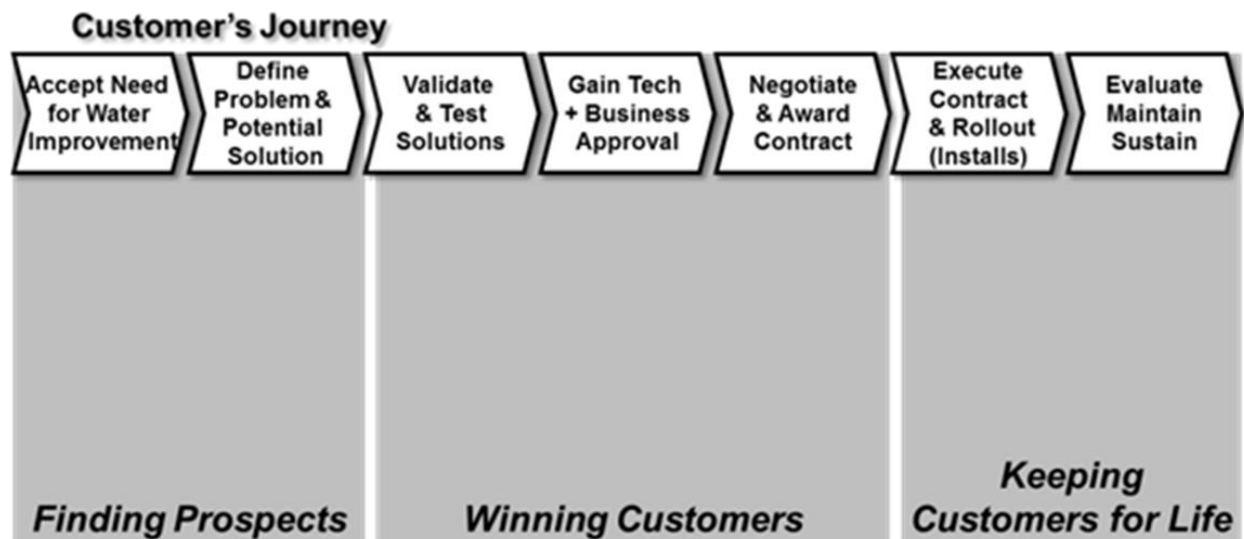 Customer's Journey
Accept Need
for Water
Improvement
Define
Problem &
Potential
Solution
Validate
& Test
Solutions
Gain Tech
+ Business
Approval
Negotiate
& Award
Contract
Execute
Contract
& Rollout
(Installs)
Evaluate
Maintain
Sustain
Finding Prospects
Winning Customers
Keeping
Customers for Life